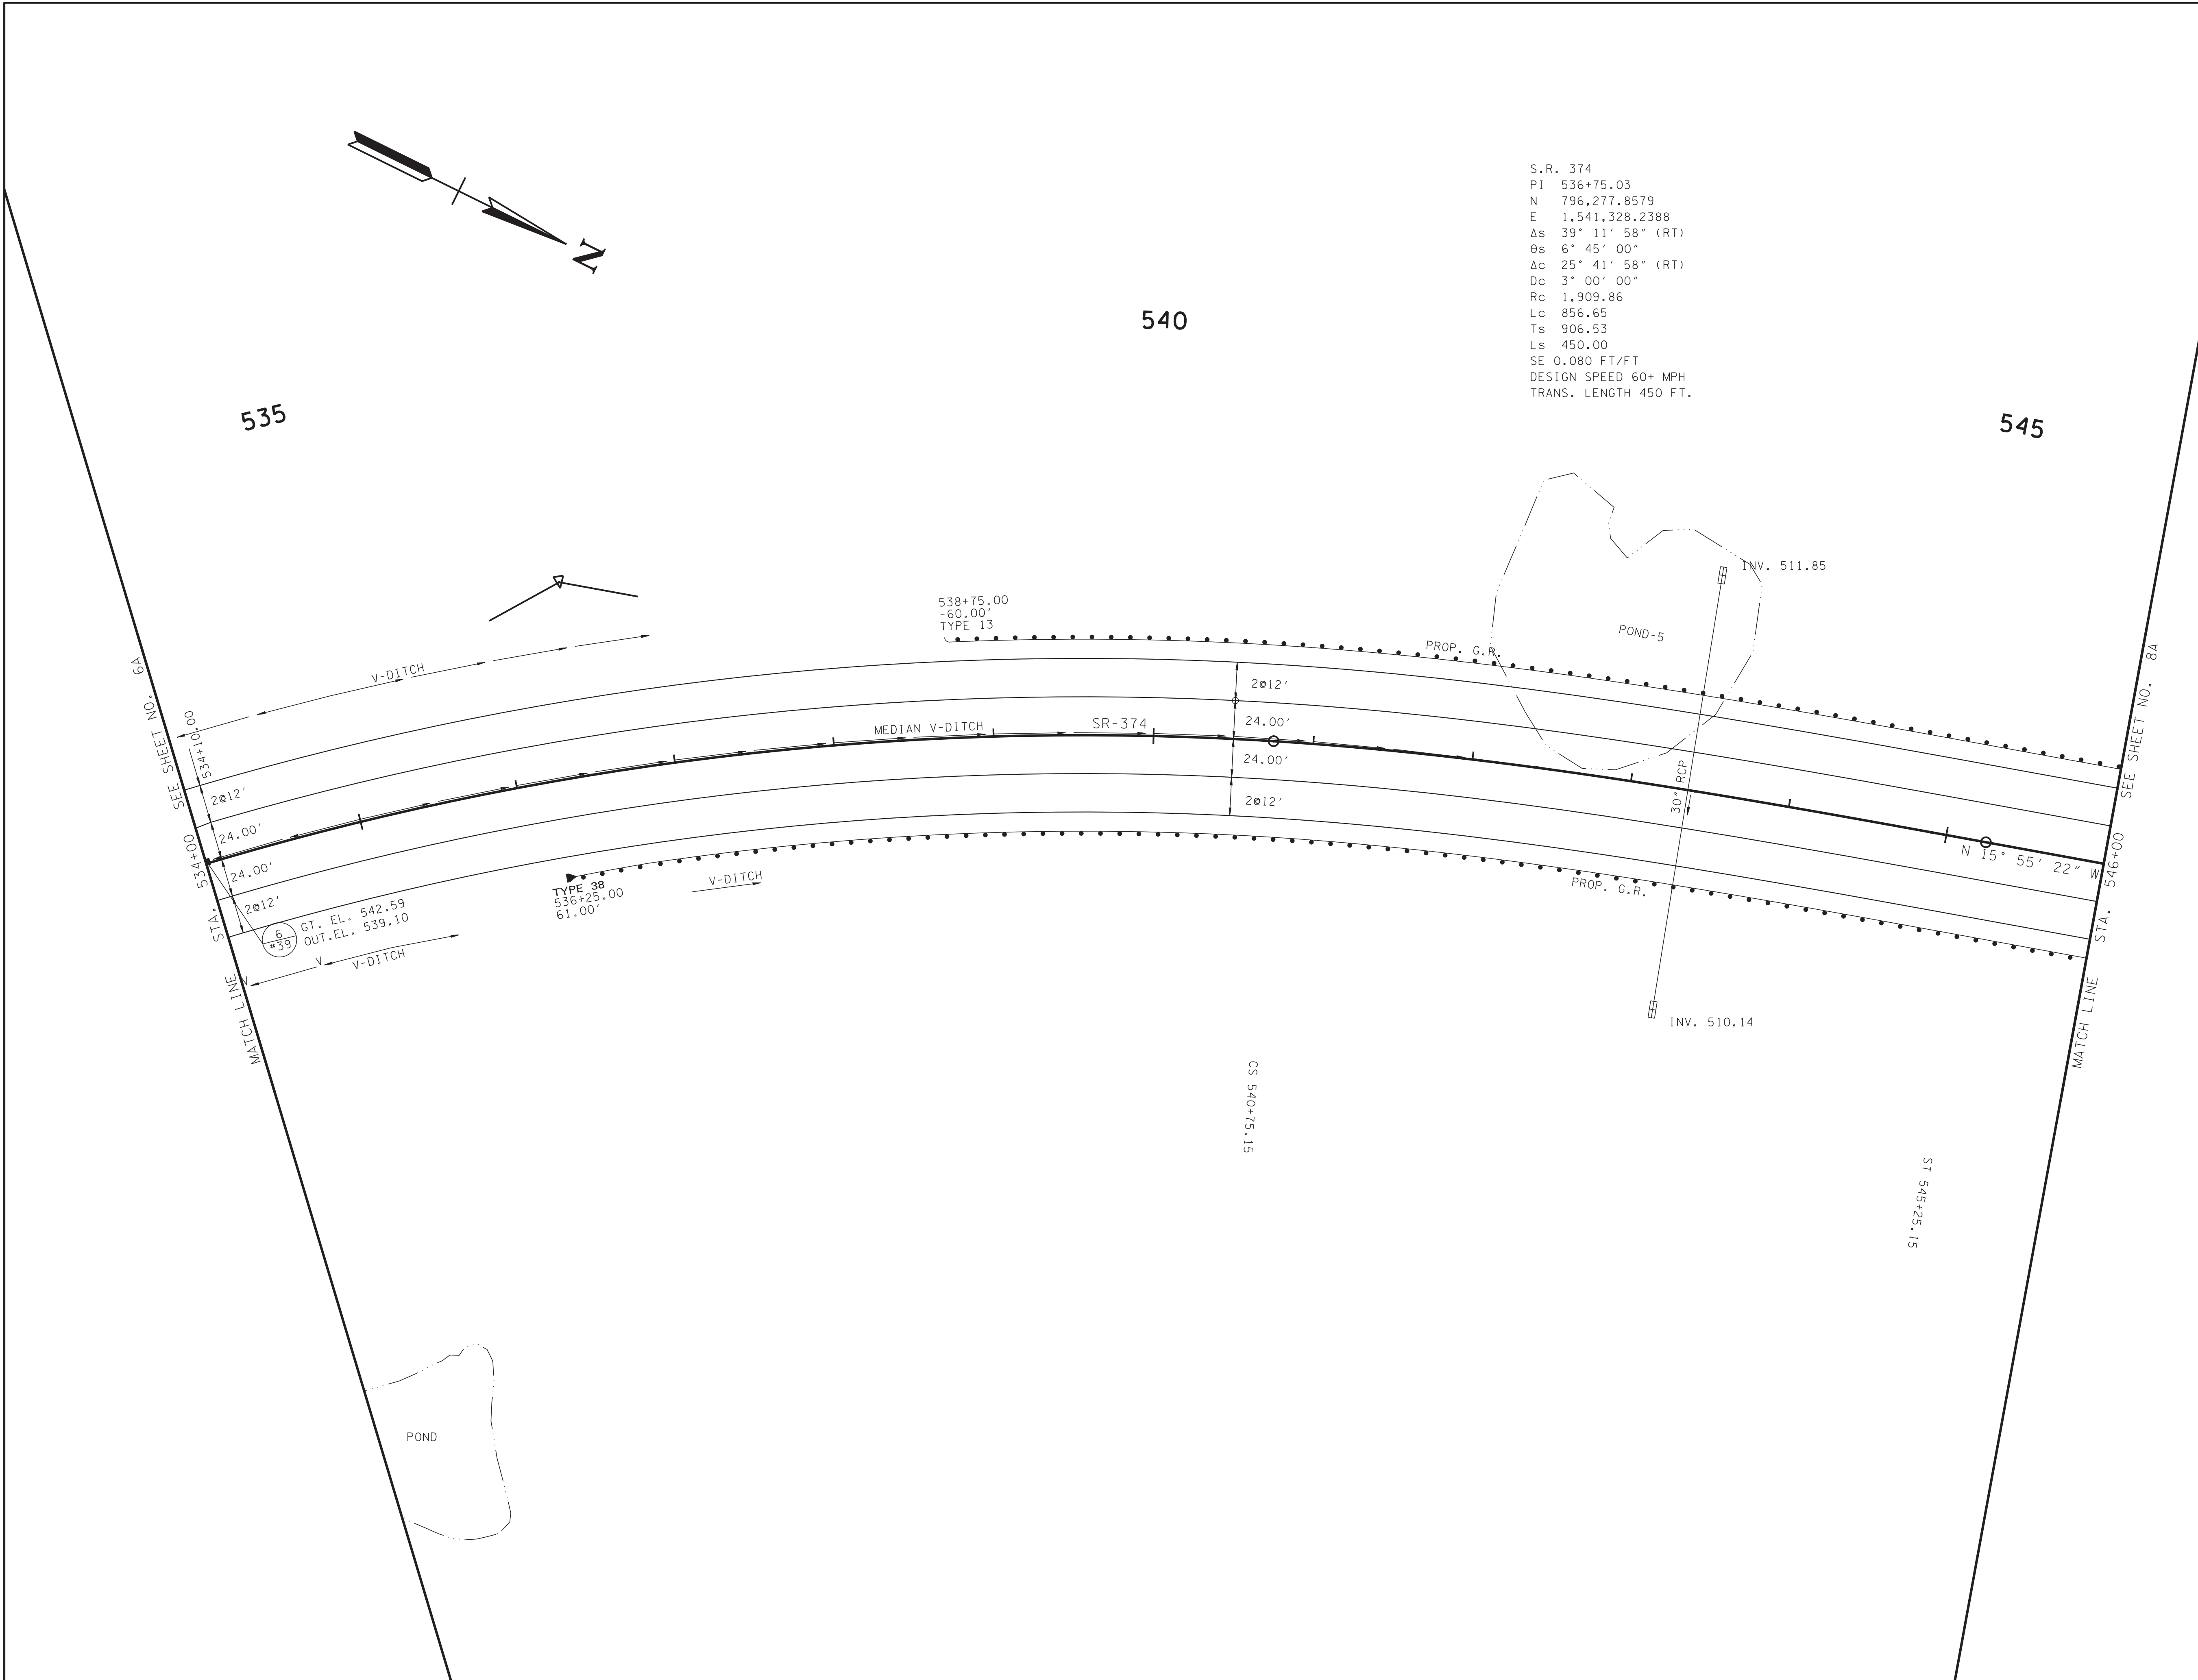 N
S.R. 374
PI 536+75.03
N 796,277.8579
E 1,541,328.2388
Δs 39° 11' 58" (RT)
θs 6° 45' 00"
Δc 25° 41' 58" (RT)
Dc 3° 00' 00"
Rc 1,909.86
Lc 856.65
Ts 906.53
Ls 450.00
SE 0.080 FT/FT
DESIGN SPEED 60+ MPH
TRANS. LENGTH 450 FT.
535
540
545
538+75.00
-60.00'
TYPE 13
INV. 511.85
POND-5
PROP. G.R.
V-DITCH
MEDIAN V-DITCH
SR-374
2@12'
24.00'
24.00'
2@12'
534+10.00
2@12'
24.00'
24.00'
2@12'
MATCH LINE STA. 534+00 SEE SHEET NO. 6A
6
#39
GT. EL. 542.59
OUT.EL. 539.10
V
V
V-DITCH
TYPE 38
536+25.00
61.00'
V-DITCH
30" RCP
PROP. G.R.
N 15° 55' 22" W
MATCH LINE STA. 546+00 SEE SHEET NO. 8A
INV. 510.14
CS 540+75.15
ST 545+25.15
POND